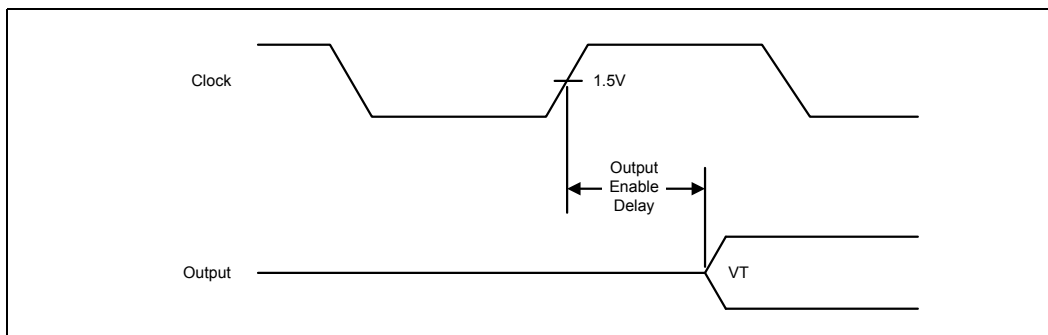 Clock
1.5V
Output
Enable
Delay
Output
VT